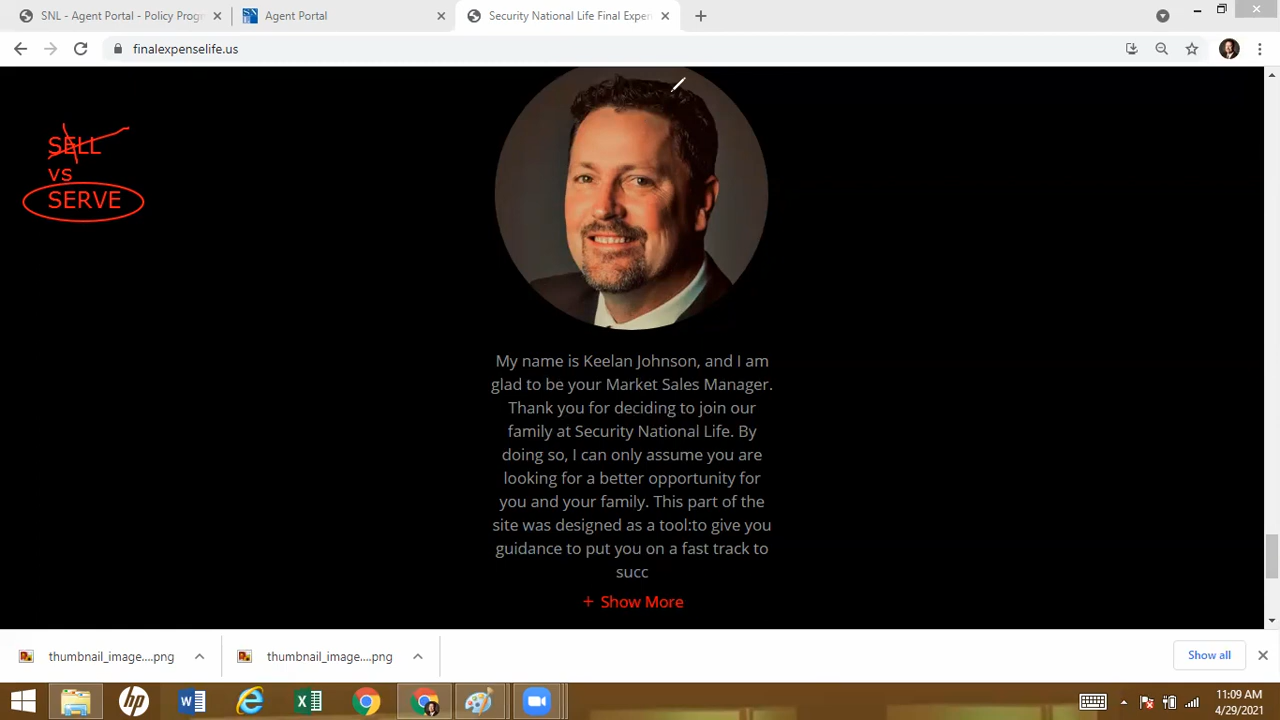 SNL - Agent Portal - Policy Progr
Agent Portal
Security National Life Final Expen
finalexpenselife.us
SELL
vs
SERVE
My name is Keelan Johnson, and I am
glad to be your Market Sales Manager.
Thank you for deciding to join our
family at Security National Life. By
doing so, I can only assume you are
looking for a better opportunity for
you and your family. This part of the
site was designed as a tool:to give you
guidance to put you on a fast track to
succ
+ Show More
thumbnail_image....png
thumbnail_image....png
Show all
hp
11:09 AM
4/29/2021